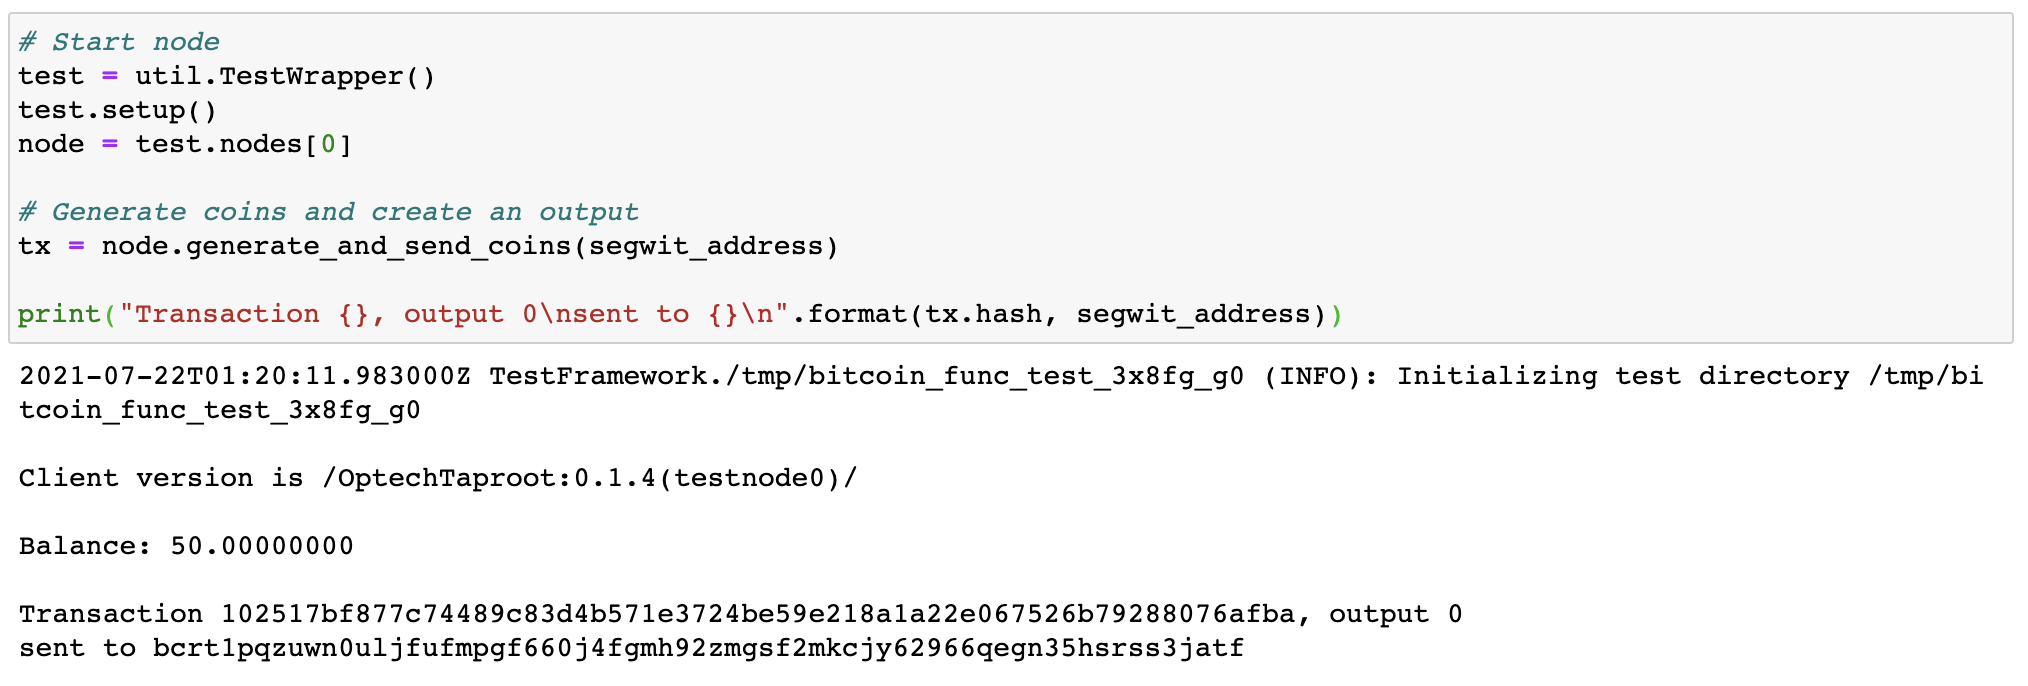 # Start node
test = util.TestWrapper()
test.setup()
node = test.nodes[0]
# Generate coins and create an output
tx = node.generate_and_send_coins(segwit_address)
print("Transaction {}, output 0\nsent to {}\n".format(tx.hash, segwit_address))
2021-07-22T01:20:11.983000Z TestFramework./tmp/bitcoin_func_test_3x8fg_g0 (INFO): Initializing test directory /tmp/bi
tcoin_func_test_3x8fg_g0
Client version is /OptechTaproot:0.1.4(testnode0)/
Balance: 50.00000000
Transaction 102517bf877c74489c83d4b571e3724be59e218a1a22e067526b79288076afba, output 0
sent to bcrt1pqzuwn0uljfufmpgf660j4fgmh92zmgsf2mkcjy62966qegn35hsrss3jatf